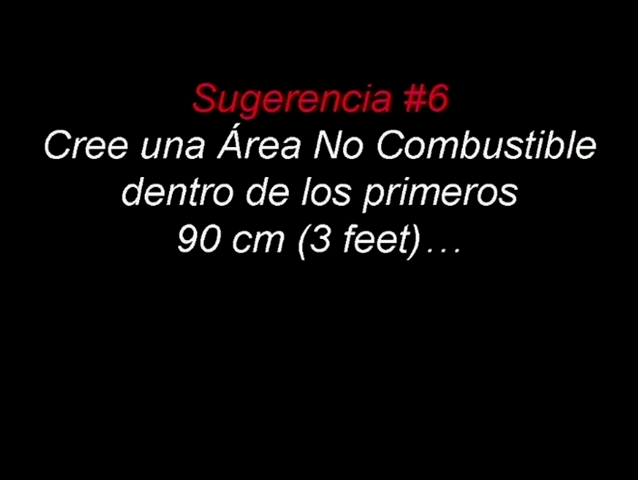 Sugerencia #6
Cree una Área No Combustible
dentro de los primeros
90 cm (3 feet)…